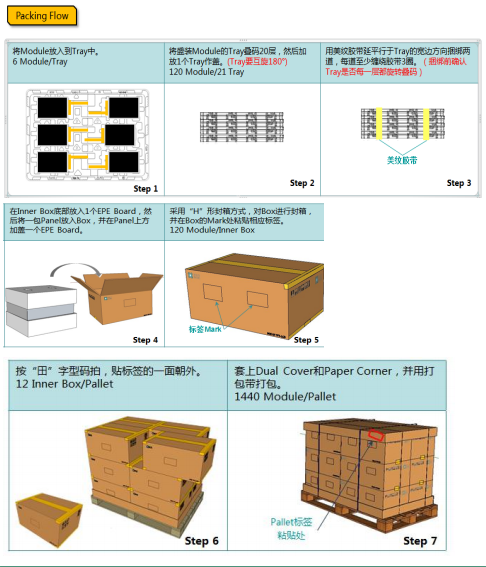 Packing Flow
将Module放入到Tray中。
6 Module/Tray
Step 1
将盛装Module的Tray叠码20层，然后加
放1个Tray作盖。(Tray要互旋180°)
120 Module/21 Tray
Step 2
用美纹胶带延平行于Tray的宽边方向捆绑两
道，每道至少缠绕胶带3圈。（捆绑前确认
Tray是否每一层都旋转叠码）
美纹胶带
Step 3
在Inner Box底部放入1个EPE Board，然
后将一包Panel放入Box，并在Panel上方
加盖一个EPE Board。
Step 4
采用“H”形封箱方式，对Box进行封箱，
并在Box的Mark处粘贴相应标签。
120 Module/Inner Box
标签Mark
Step 5
按“田”字型码拍，贴标签的一面朝外。
12 Inner Box/Pallet
Step 6
套上Dual Cover和Paper Corner，并用打
包带打包。
1440 Module/Pallet
Pallet标签
粘贴处
Step 7